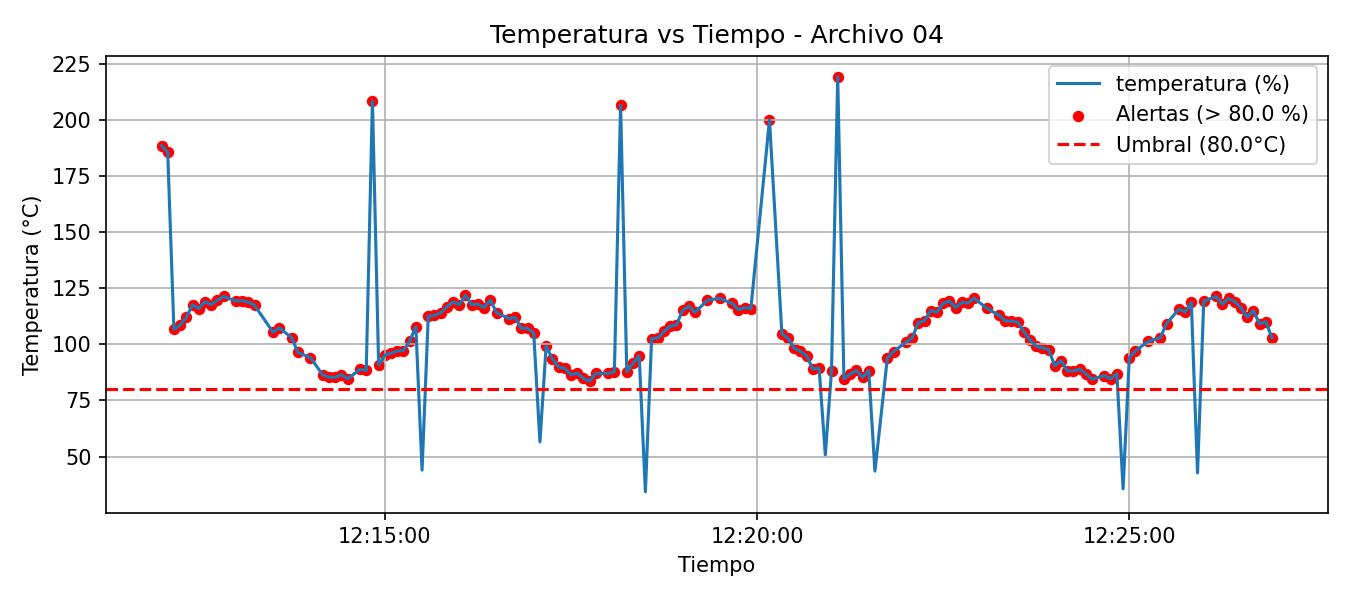 Temperatura vs Tiempo - Archivo 04
225
200
175
150
125
100
75
50
Temperatura (°C)
temperatura (%)
Alertas (> 80.0 %)
Umbral (80.0°C)
12:15:00
12:20:00
12:25:00
Tiempo